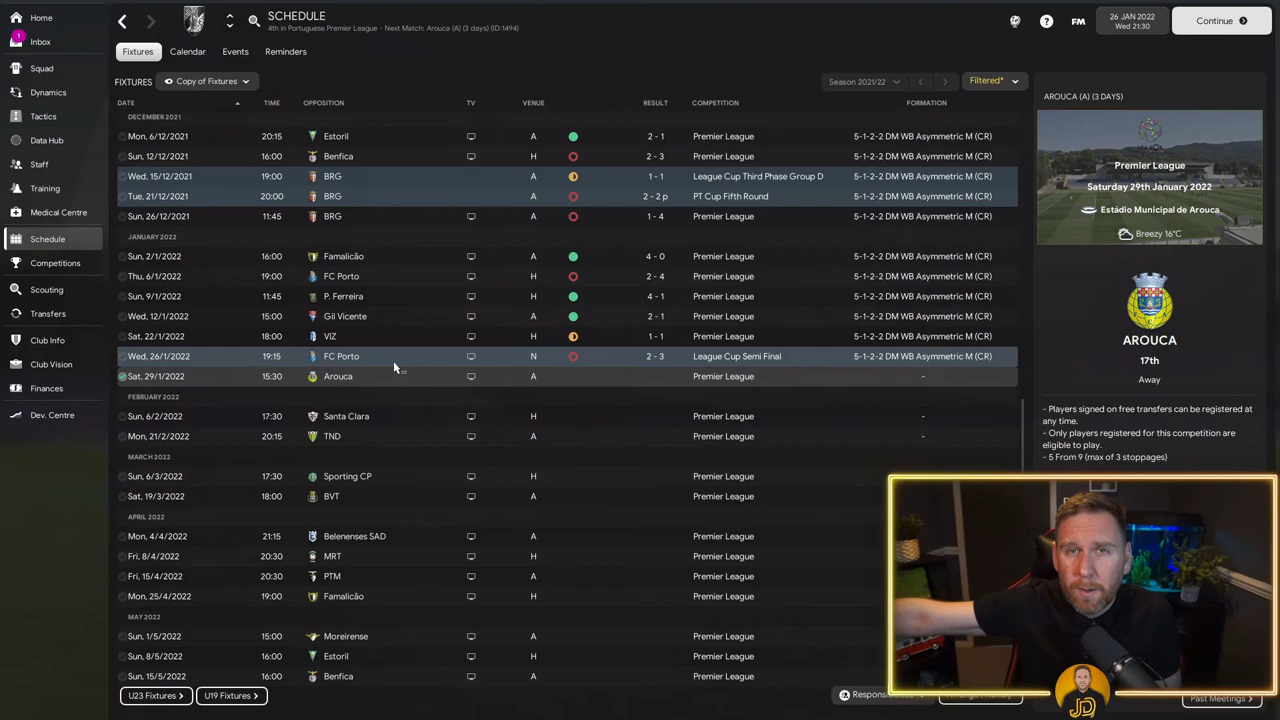 Home
1
Inbox
Squad
Dynamics
Tactics
Data Hub
Staff
Training
Medical Centre
Schedule
Competitions
Scouting
Transfers
Club Info
Club Vision
Finances
Dev. Centre
SCHEDULE
4th in Portuguese Premier League - Next Match: Arouca (A) (3 days) (ID:1494)
?
FM
26 JAN 2022
Wed 21:30
Continue
Fixtures Calendar Events Reminders
FIXTURES Copy of Fixtures Season 2021/22 Filtered*
DATE TIME OPPOSITION TV VENUE RESULT COMPETITION FORMATION
DECEMBER 2021
Mon, 6/12/2021 20:15 Estoril A 2 - 1 Premier League 5-1-2-2 DM WB Asymmetric M (CR)
Sun, 12/12/2021 16:00 Benfica H 2 - 3 Premier League 5-1-2-2 DM WB Asymmetric M (CR)
Wed, 15/12/2021 19:00 BRG A 1 - 1 League Cup Third Phase Group D 5-1-2-2 DM WB Asymmetric M (CR)
Tue, 21/12/2021 20:00 BRG A 2 - 2 p PT Cup Fifth Round 5-1-2-2 DM WB Asymmetric M (CR)
Sun, 26/12/2021 11:45 BRG A 1 - 4 Premier League 5-1-2-2 DM WB Asymmetric M (CR)
JANUARY 2022
Sun, 2/1/2022 16:00 Famalicão A 4 - 0 Premier League 5-1-2-2 DM WB Asymmetric M (CR)
Thu, 6/1/2022 19:00 FC Porto H 2 - 4 Premier League 5-1-2-2 DM WB Asymmetric M (CR)
Sun, 9/1/2022 11:45 P. Ferreira H 4 - 1 Premier League 5-1-2-2 DM WB Asymmetric M (CR)
Wed, 12/1/2022 15:00 Gil Vicente A 2 - 1 Premier League 5-1-2-2 DM WB Asymmetric M (CR)
Sat, 22/1/2022 18:00 VIZ H 1 - 1 Premier League 5-1-2-2 DM WB Asymmetric M (CR)
Wed, 26/1/2022 19:15 FC Porto N 2 - 3 League Cup Semi Final 5-1-2-2 DM WB Asymmetric M (CR)
Sat, 29/1/2022 15:30 Arouca A Premier League -
FEBRUARY 2022
Sun, 6/2/2022 17:30 Santa Clara H Premier League -
Mon, 21/2/2022 20:15 TND A Premier League -
MARCH 2022
Sun, 6/3/2022 17:30 Sporting CP H Premier League
Sat, 19/3/2022 18:00 BVT A Premier League
APRIL 2022
Mon, 4/4/2022 21:15 Belenenses SAD A Premier League
Fri, 8/4/2022 20:30 MRT H Premier League
Fri, 15/4/2022 20:30 PTM A Premier League
Mon, 25/4/2022 19:00 Famalicão H Premier League
MAY 2022
Sun, 1/5/2022 15:00 Moreirense A Premier League
Sun, 8/5/2022 16:00 Estoril H Premier League
Sun, 15/5/2022 16:00 Benfica A Premier League
U23 Fixtures U19 Fixtures
Past Meetings
AROUCA (A) (3 DAYS)
Premier League
Saturday 29th January 2022
Estádio Municipal de Arouca
Breezy 16°C
AROUCA
17th
Away
- Players signed on free transfers can be registered at
any time.
- Only players registered for this competition are
eligible to play.
- 5 From 9 (max of 3 stoppages)
JD